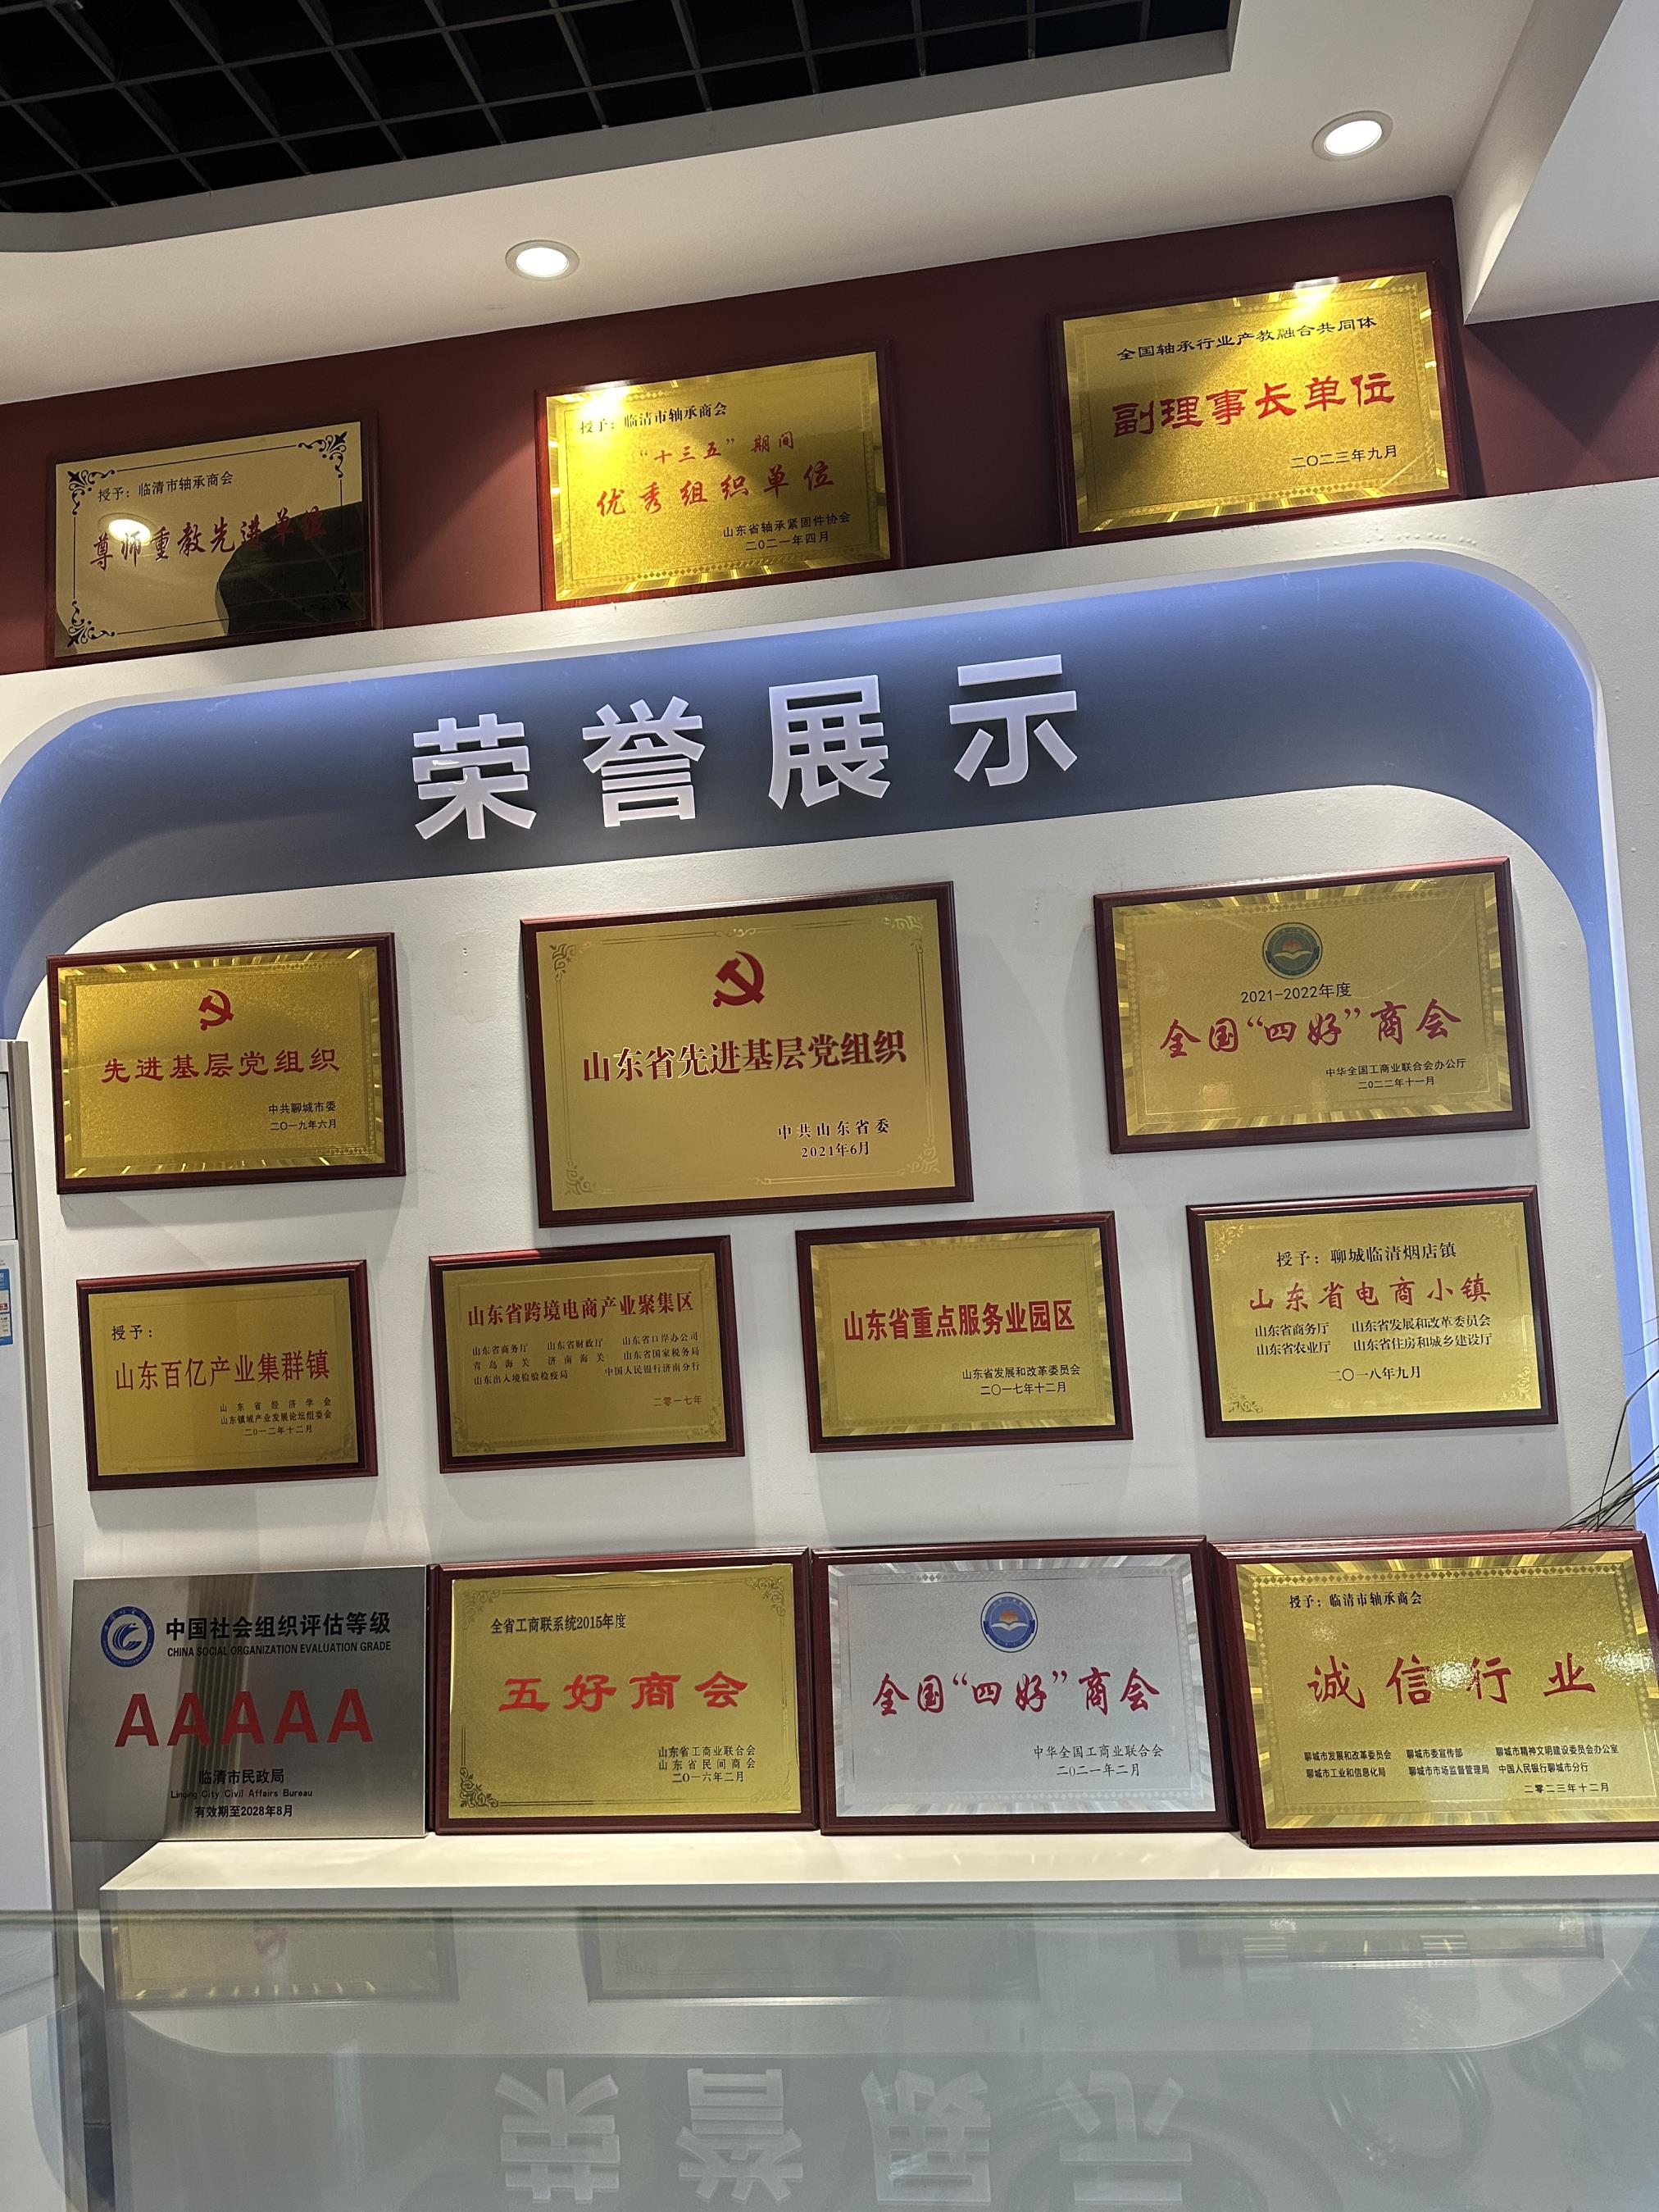 授予：临清市轴承商会
尊师重教先进单位
授予：临清市轴承商会
“十三五”期间
优秀组织单位
山东省轴承紧固件协会
二〇二一年四月
全国轴承行业产教融合共同体
副理事长单位
二〇二三年九月
荣誉展示
先进基层党组织
中共聊城市委
二〇一九年六月
山东省先进基层党组织
中共山东省委
2021年6月
2021-2022年度
全国“四好”商会
中华全国工商业联合会办公厅
二〇二二年十一月
授予：
山东百亿产业集群镇
山东省经济学会
山东镇域产业发展论坛组委会
二〇一二年十二月
山东省跨境电商产业聚集区
山东省商务厅 山东省财政厅 山东省口岸办公司
青岛海关 济南海关 山东省国家税务局
山东出入境检验检疫局 中国人民银行济南分行
二零一七年
山东省重点服务业园区
山东省发展和改革委员会
二〇一七年十二月
授予：聊城临清烟店镇
山东省电商小镇
山东省商务厅 山东省发展和改革委员会
山东省农业厅 山东省住房和城乡建设厅
二〇一八年九月
中国社会组织评估等级
CHINA SOCIAL ORGANIZATION EVALUATION GRADE
AAAAA
临清市民政局
Linqing City Civil Affairs Bureau
有效期至2028年8月
全省工商联系统2015年度
五好商会
山东省工商业联合会
山东省民间商会
二〇一六年二月
全国“四好”商会
中华全国工商业联合会
二〇二一年二月
授予：临清市轴承商会
诚信行业
聊城市发展和改革委员会 聊城市委宣传部 聊城市精神文明建设委员会办公室
聊城市工业和信息化局 聊城市市场监督管理局 中国人民银行聊城市分行
二零二三年十二月